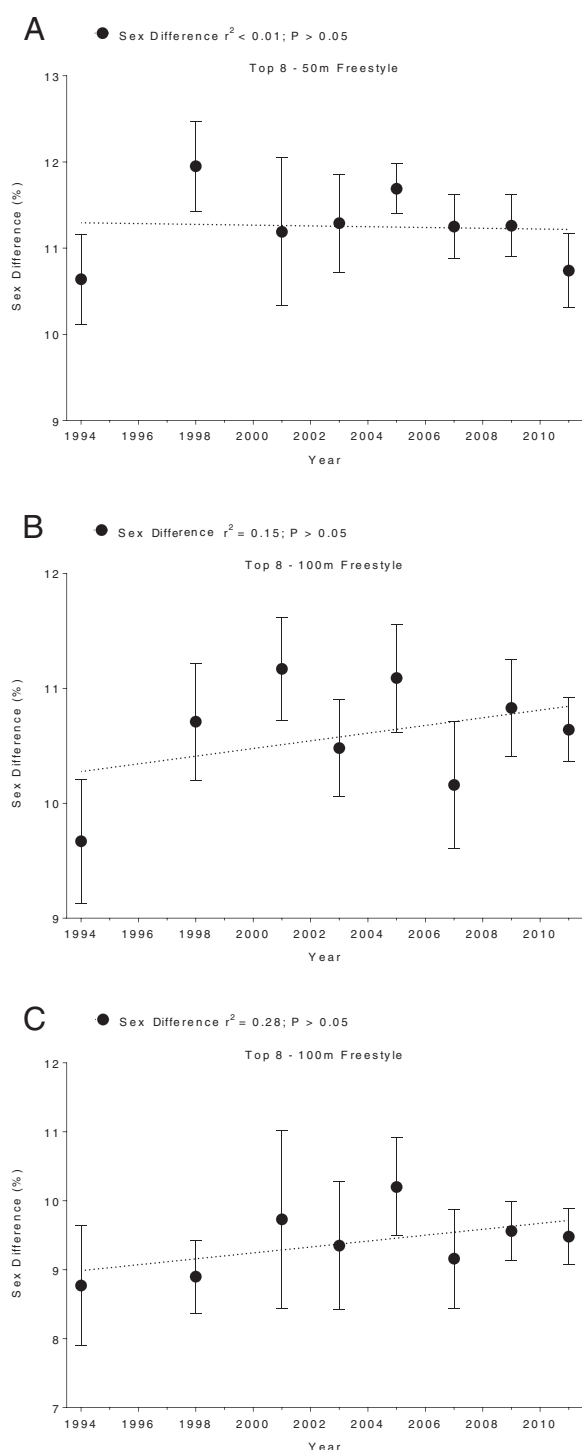 A
Sex Difference r² < 0.01; P > 0.05
Top 8 - 50m Freestyle
13
12
11
10
9
Sex Difference (%)
1994 1996 1998 2000 2002 2004 2006 2008 2010
Year
B
Sex Difference r² = 0.15; P > 0.05
Top 8 - 100m Freestyle
12
11
10
9
Sex Difference (%)
1994 1996 1998 2000 2002 2004 2006 2008 2010
Year
C
Sex Difference r² = 0.28; P > 0.05
Top 8 - 100m Freestyle
12
11
10
9
8
7
Sex Difference (%)
1994 1996 1998 2000 2002 2004 2006 2008 2010
Year